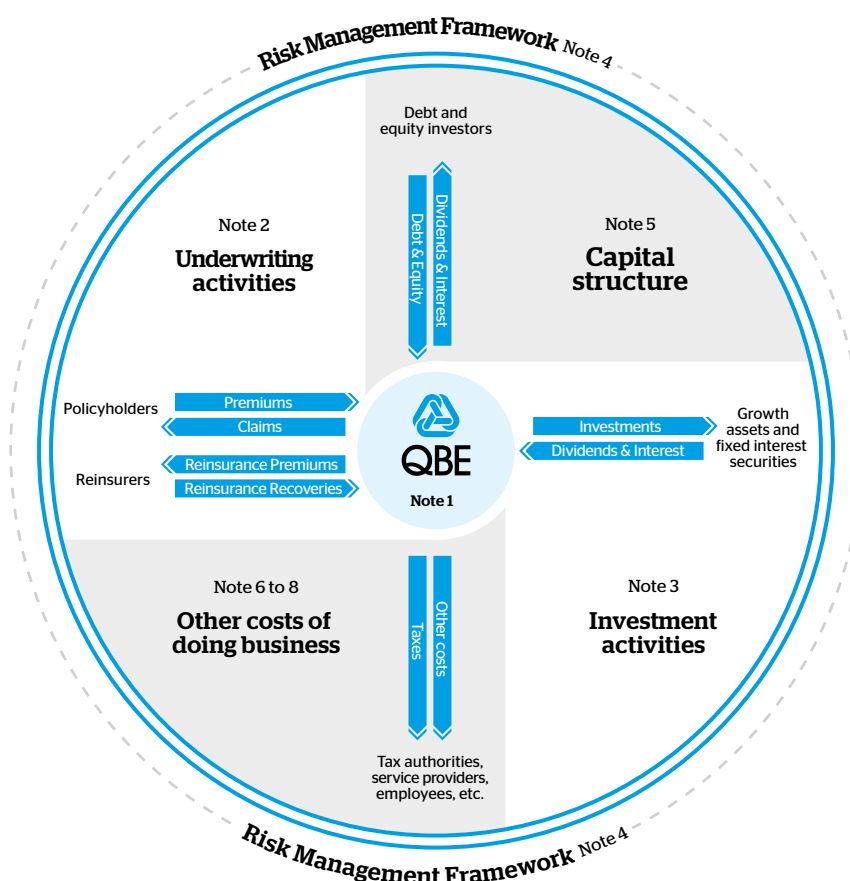 Risk Management Framework Note 4
Debt and
equity investors
Note 2
Underwriting
activities
Debt & Equity
Dividends & Interest
Note 5
Capital
structure
Policyholders
Premiums
Claims
Reinsurers
Reinsurance Premiums
Reinsurance Recoveries
QBE
Note 1
Investments
Dividends & Interest
Growth
assets and
fixed interest
securities
Note 6 to 8
Other costs of
doing business
Taxes
Other costs
Note 3
Investment
activities
Tax authorities,
service providers,
employees, etc.
Risk Management Framework Note 4